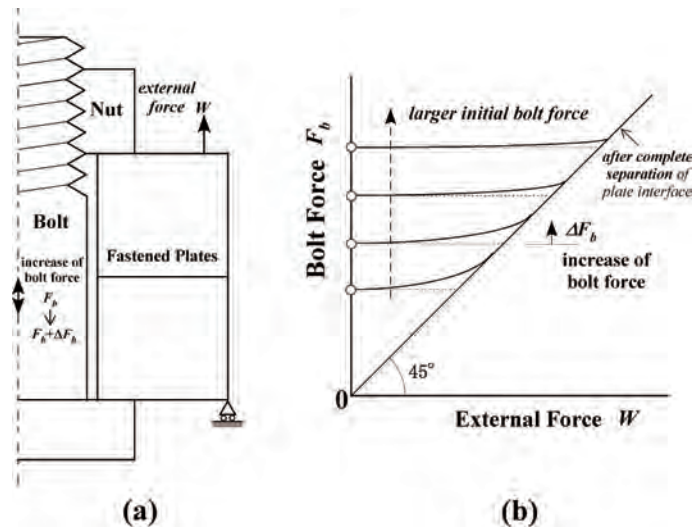 external
force W
Nut
Bolt
Fastened Plates
increase of
bolt force
F_b
F_b+ΔF_b
(a)
Bolt Force F_b
larger initial bolt force
after complete
separation of
plate interface
ΔF_b
increase of
bolt force
45°
0
External Force W
(b)